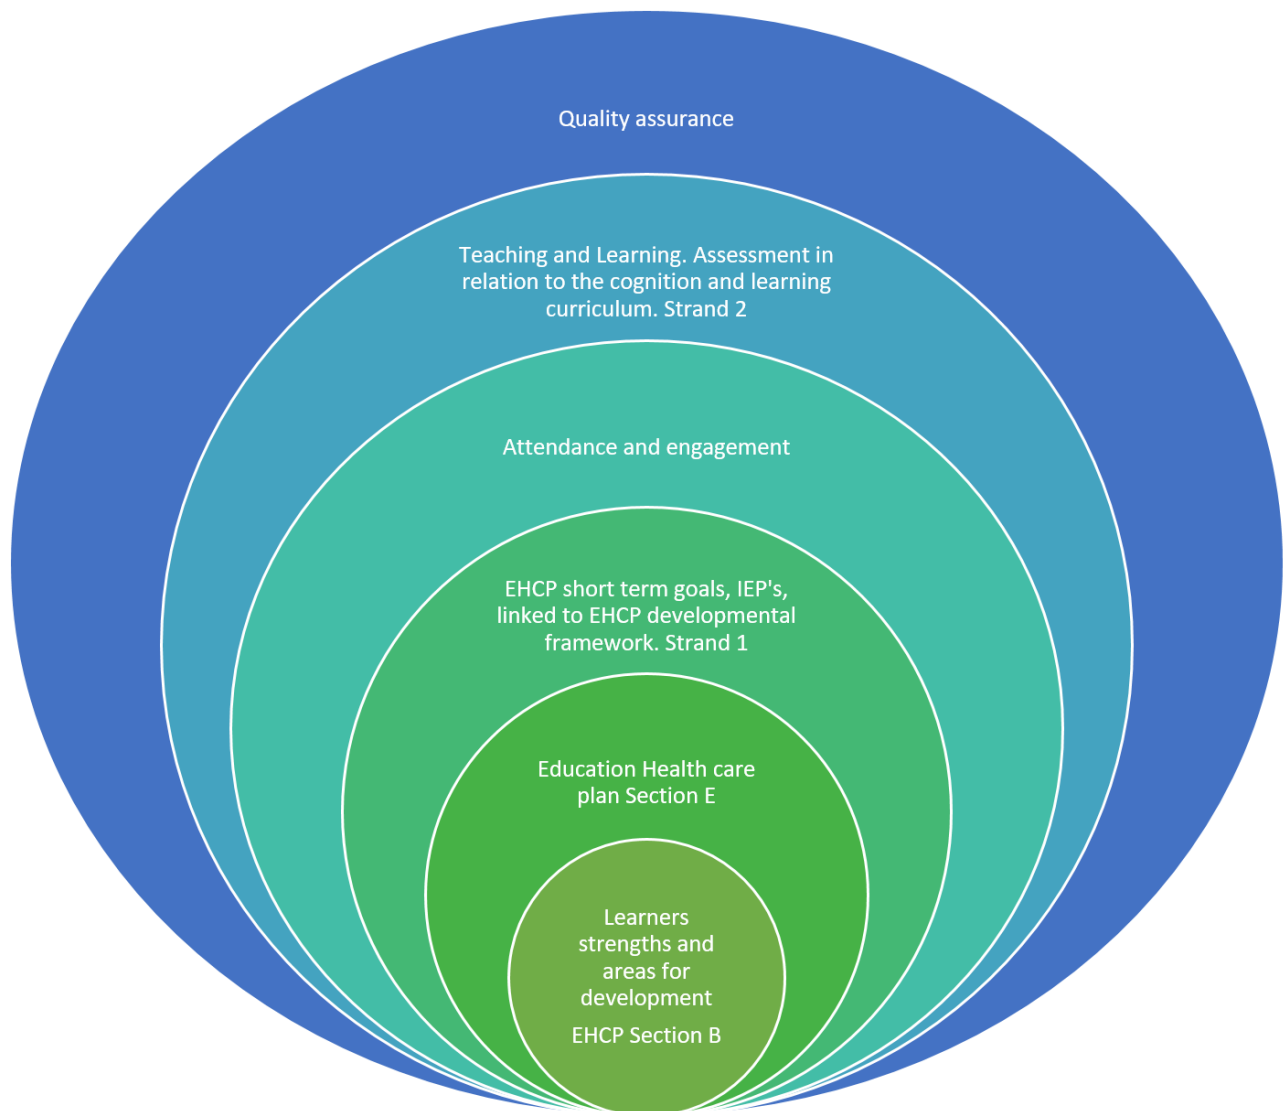 Quality assurance
Teaching and Learning. Assessment in
relation to the cognition and learning
curriculum. Strand 2
Attendance and engagement
EHCP short term goals, IEP's,
linked to EHCP developmental
framework. Strand 1
Education Health care
plan Section E
Learners
strengths and
areas for
development
EHCP Section B